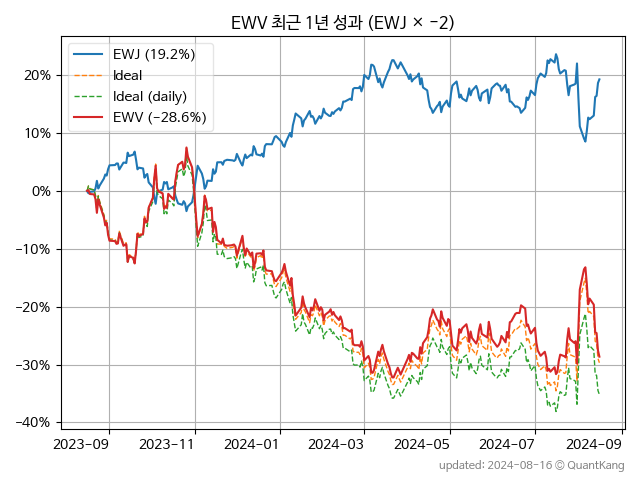 EWV 최근 1년 성과 (EWJ × −2)
EWJ (19.2%)
Ideal
Ideal (daily)
EWV (−28.6%)
20%
10%
0%
−10%
−20%
−30%
−40%
2023−09
2023−11
2024−01
2024−03
2024−05
2024−07
2024−09
updated: 2024−08−16 © QuantKang